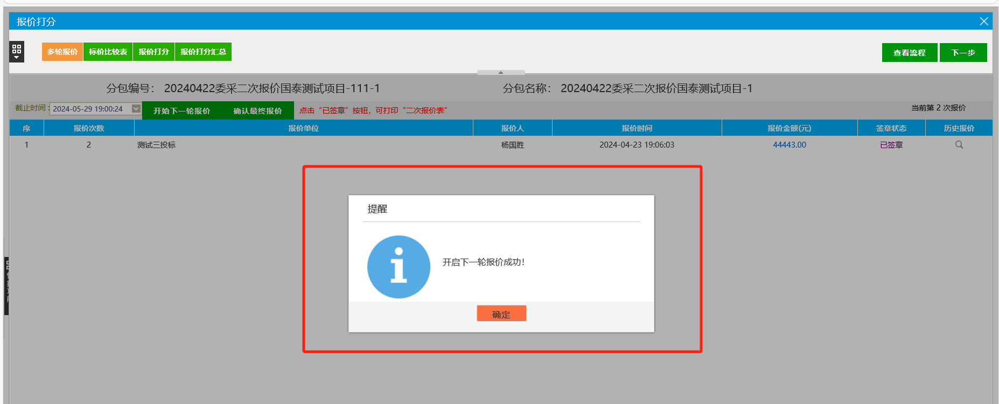 报价打分
多轮报价 标价比较表 报价打分 报价打分汇总
查看流程 下一步
分包编号： 20240422委采二次报价国泰测试项目-111-1 分包名称： 20240422委采二次报价国泰测试项目-1
截止时间： 2024-05-29 19:00:24 开始下一轮报价 确认最终报价 点击“已签章”按钮，可打印“二次报价表” 当前第 2 次报价
序 报价次数 报价单位 报价人 报价时间 报价金额(元) 签章状态 历史报价
1 2 测试三投标 杨国胜 2024-04-23 19:06:03 44443.00 已签章
提醒
开启下一轮报价成功！
确定